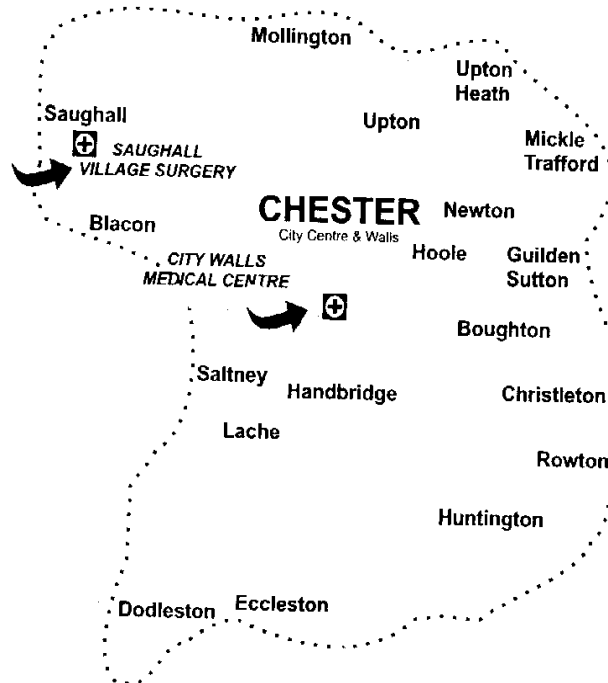 Mollington
Upton
Heath
Saughall
Upton
Mickle
Trafford
SAUGHALL
VILLAGE SURGERY
CHESTER
City Centre & Walls
Newton
Blacon
Hoole
Guilden
Sutton
CITY WALLS
MEDICAL CENTRE
Boughton
Saltney
Handbridge
Christleton
Lache
Rowton
Huntington
Dodleston
Eccleston